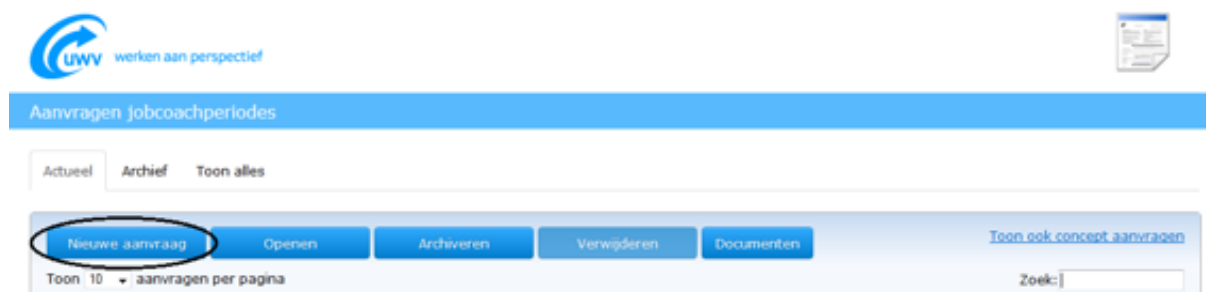 UWV werken aan perspectief
Aanvragen jobcoachperiodes
Actueel Archief Toon alles
Nieuwe aanvraag Openen Archiveren Verwijderen Documenten Toon ook concept aanvragen
Toon 10 aanvragen per pagina Zoek: